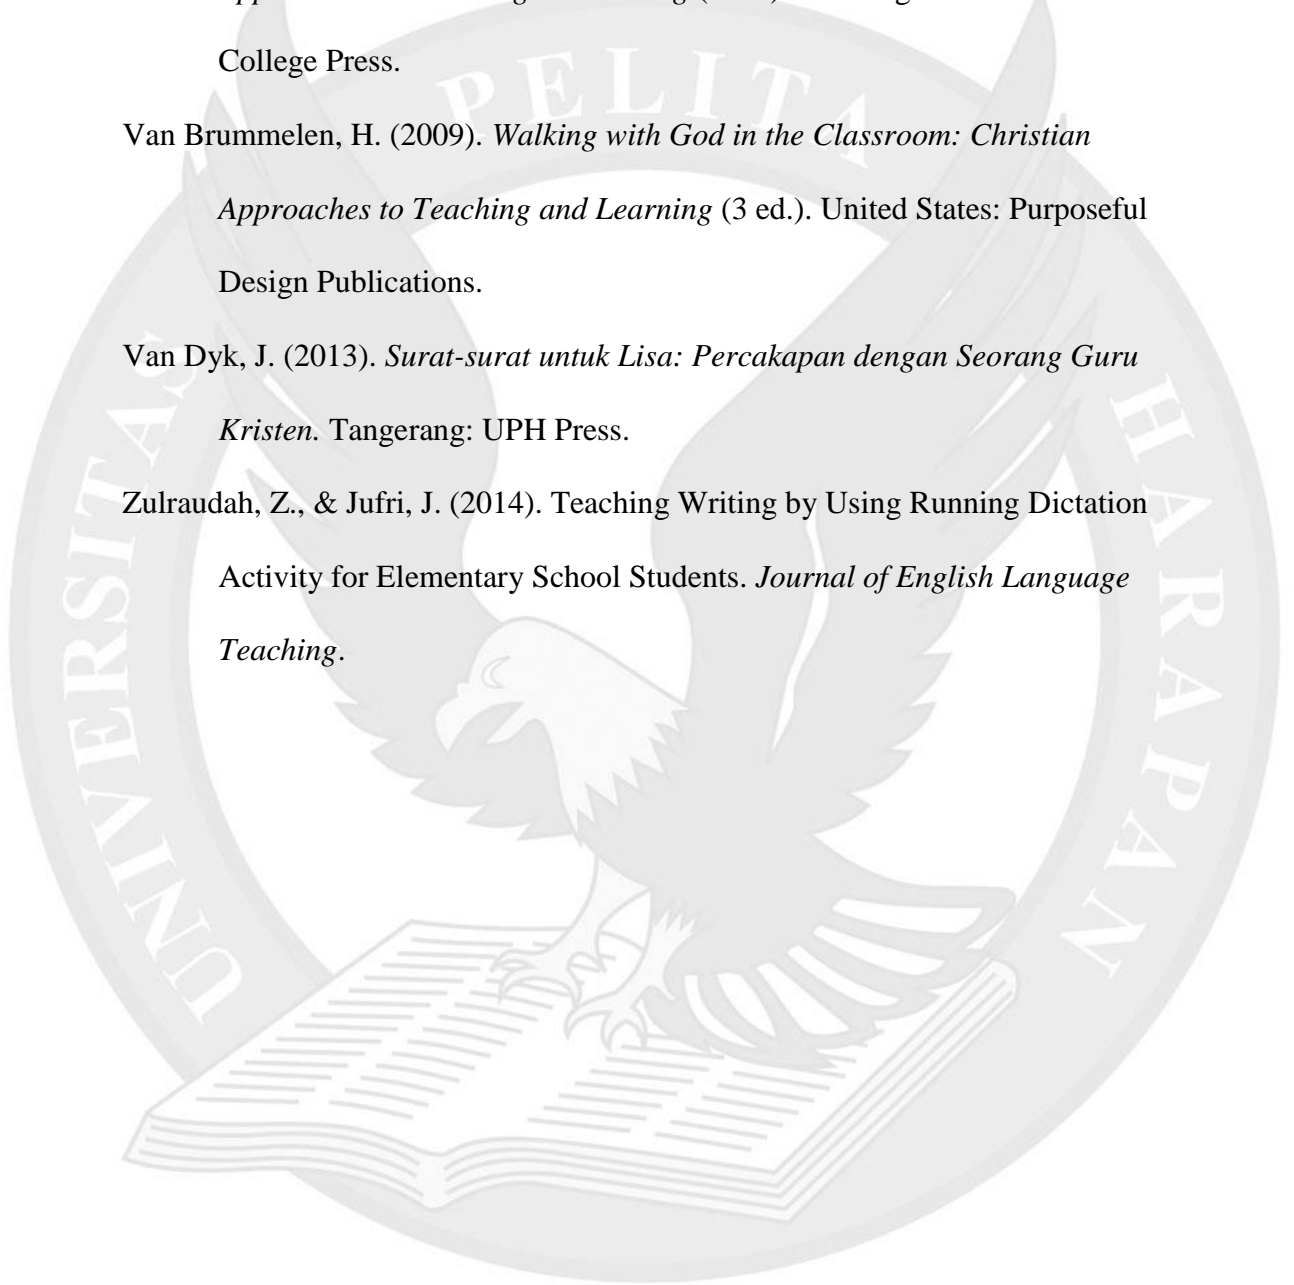 College Press.
Van Brummelen, H. (2009). Walking with God in the Classroom: Christian
Approaches to Teaching and Learning (3 ed.). United States: Purposeful
Design Publications.
Van Dyk, J. (2013). Surat-surat untuk Lisa: Percakapan dengan Seorang Guru
Kristen. Tangerang: UPH Press.
Zulraudah, Z., & Jufri, J. (2014). Teaching Writing by Using Running Dictation
Activity for Elementary School Students. Journal of English Language
Teaching.
UNIVERSITAS PELITA HARAPAN